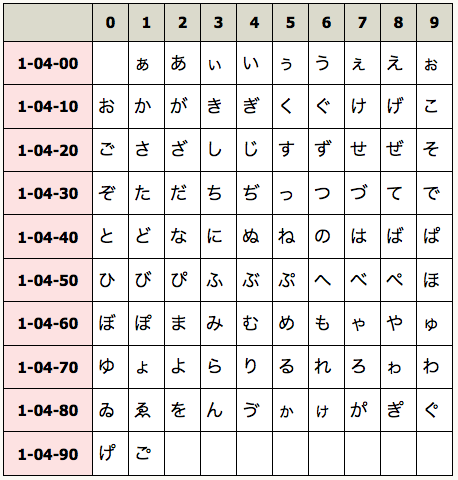 0 1 2 3 4 5 6 7 8 9
1-04-00 ぁ あ ぃ い ぅ う ぇ え ぉ
1-04-10 お か が き ぎ く ぐ け げ こ
1-04-20 ご さ ざ し じ す ず せ ぜ そ
1-04-30 ぞ た だ ち ぢ っ つ づ て で
1-04-40 と ど な に ぬ ね の は ば ぱ
1-04-50 ひ び ぴ ふ ぶ ぷ へ べ ぺ ほ
1-04-60 ぼ ぽ ま み む め も ゃ や ゅ
1-04-70 ゆ ょ よ ら り る れ ろ ゎ わ
1-04-80 ゐ ゑ を ん ゔ ゕ ゖ か゚ き゚ く゚
1-04-90 け゚ こ゚